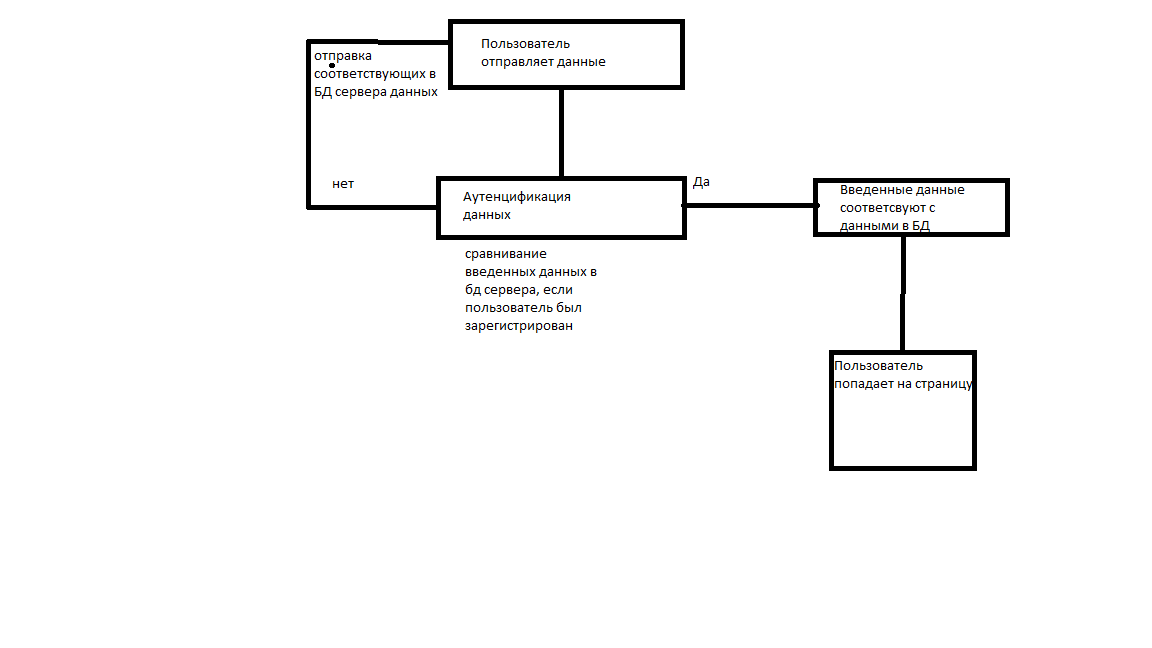 Пользователь
отправляет данные
отправка
соответствующих в
БД сервера данных
нет
Аутенцификация
данных
Да
Введенные данные
соответсвуют с
данными в БД
сравнивание
введенных данных в
бд сервера, если
пользователь был
зарегистрирован
Пользователь
попадает на страницу